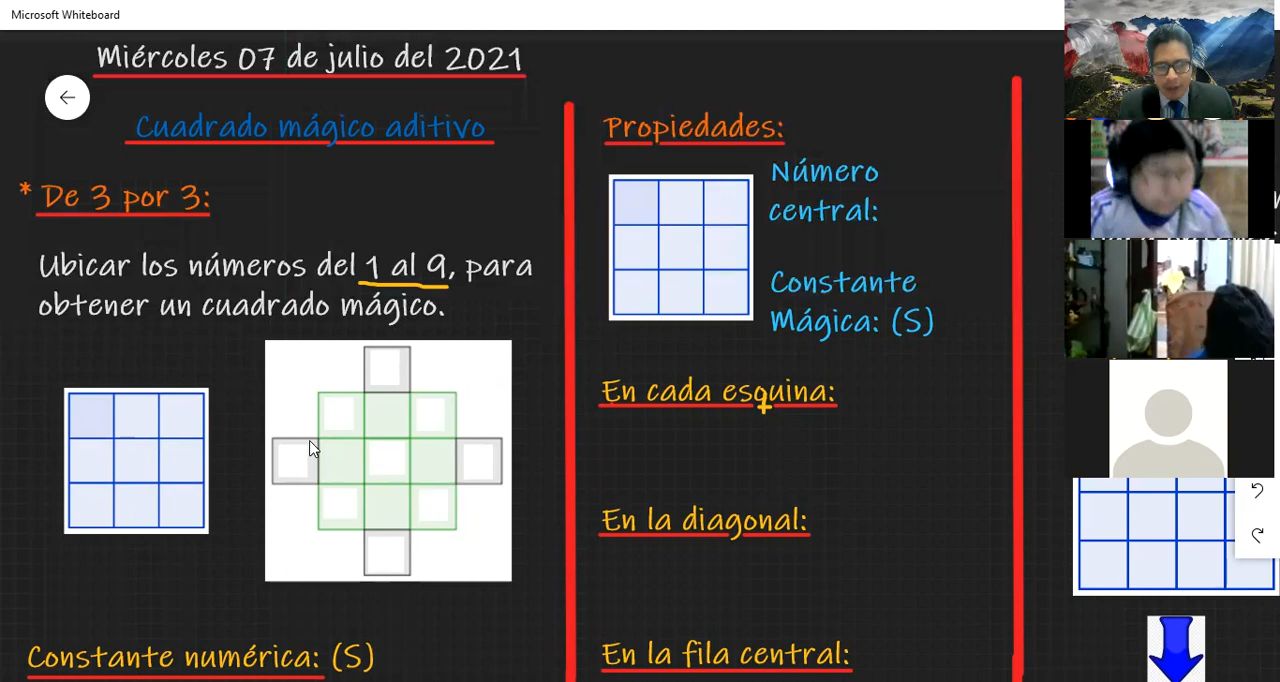 Microsoft Whiteboard
Miércoles 07 de julio del 2021
Cuadrado mágico aditivo
* De 3 por 3:
Ubicar los números del 1 al 9, para
obtener un cuadrado mágico.
Constante numérica: (S)
Propiedades:
Número
central:
Constante
Mágica: (S)
En cada esquina:
En la diagonal:
En la fila central: